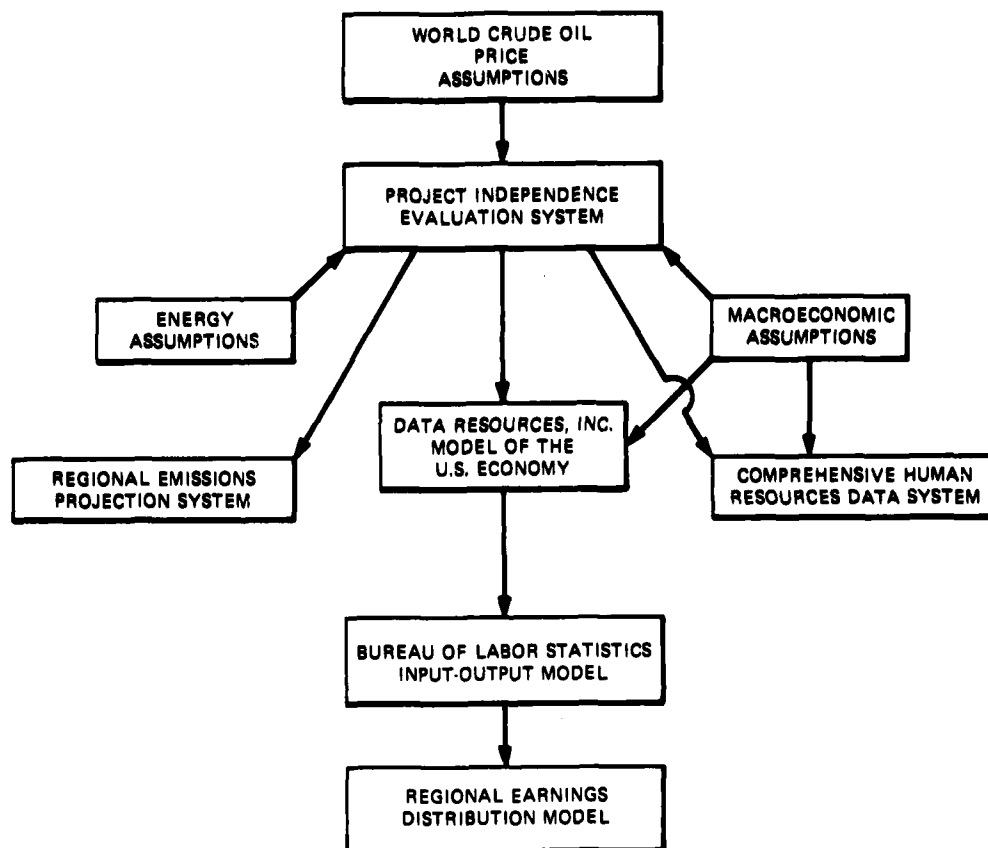 WORLD CRUDE OIL
PRICE
ASSUMPTIONS
PROJECT INDEPENDENCE
EVALUATION SYSTEM
ENERGY
ASSUMPTIONS
MACROECONOMIC
ASSUMPTIONS
DATA RESOURCES, INC.
MODEL OF THE
U.S. ECONOMY
REGIONAL EMISSIONS
PROJECTION SYSTEM
COMPREHENSIVE HUMAN
RESOURCES DATA SYSTEM
BUREAU OF LABOR STATISTICS
INPUT-OUTPUT MODEL
REGIONAL EARNINGS
DISTRIBUTION MODEL